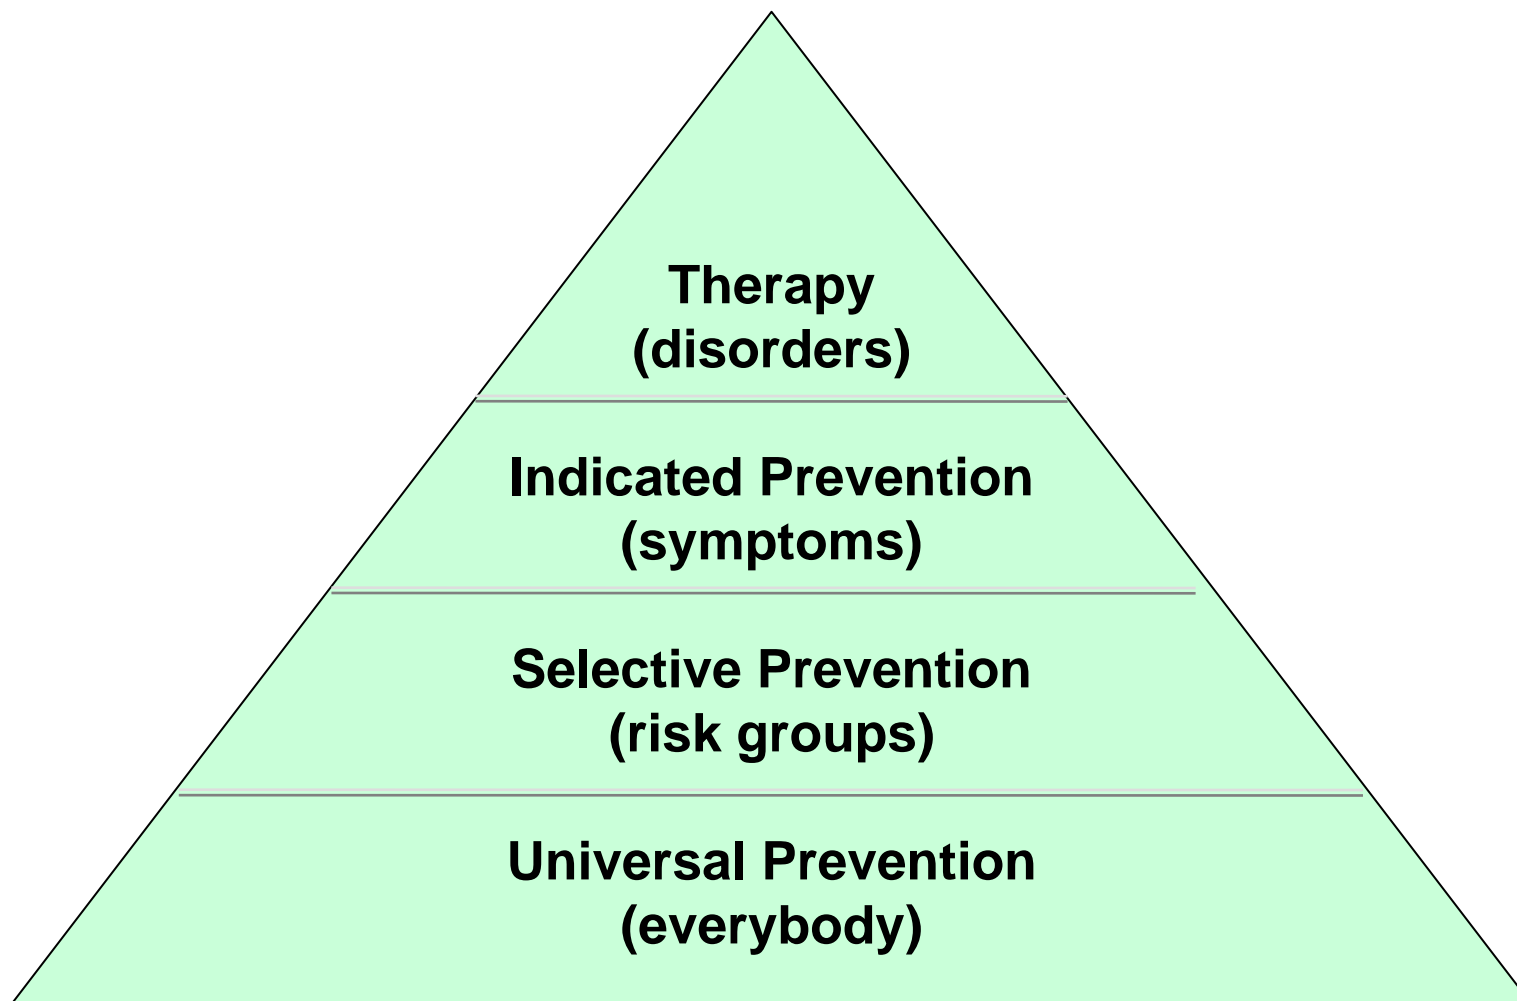 Therapy
(disorders)
Indicated Prevention
(symptoms)
Selective Prevention
(risk groups)
Universal Prevention
(everybody)